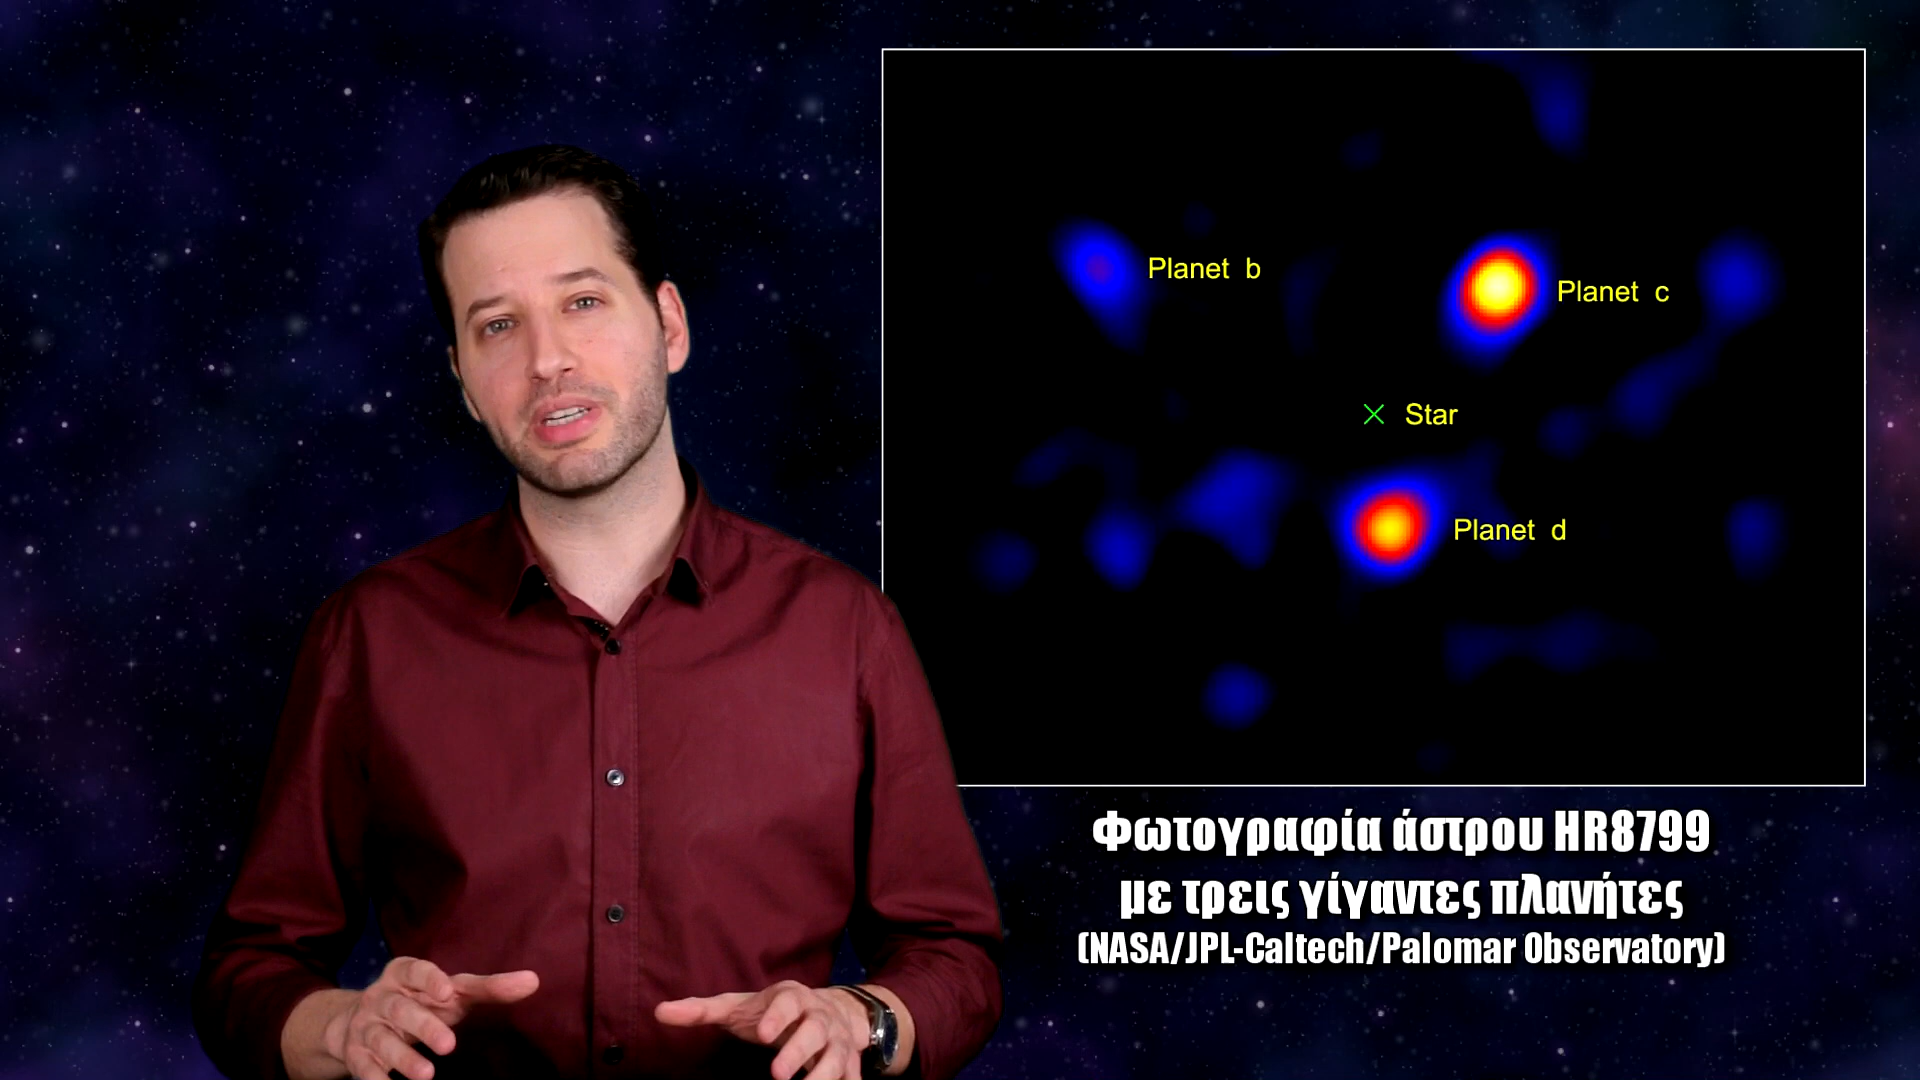 Planet b
Planet c
Star
Planet d
Φωτογραφία άστρου HR8799
με τρεις γίγαντες πλανήτες
(NASA/JPL-Caltech/Palomar Observatory)